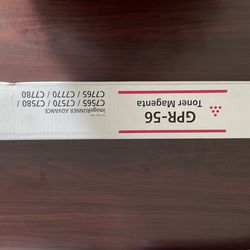 GPR-56
Toner Magenta
imageRUNNER ADVANCE
C7565 / C7570 / C7580 /
C7765 / C7770 / C7780